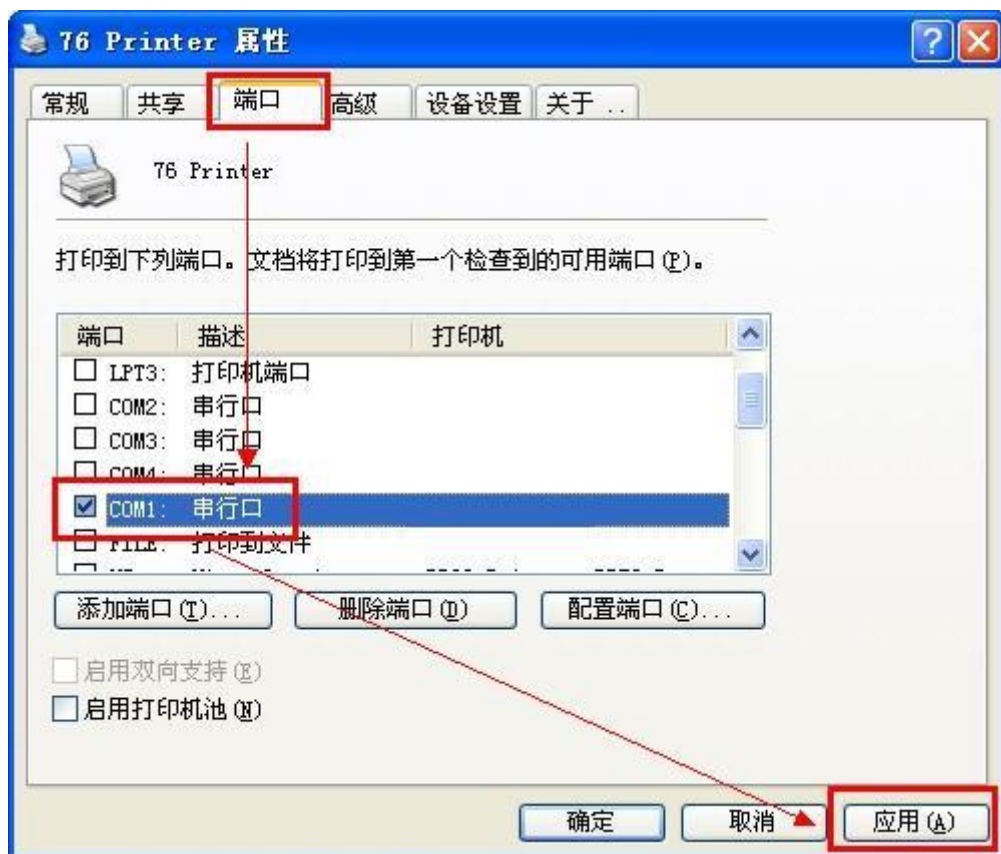 76 Printer 属性
常规 共享 端口 高级 设备设置 关于 ..
76 Printer
打印到下列端口。文档将打印到第一个检查到的可用端口(P)。
端口 描述 打印机
LPT3: 打印机端口
COM2: 串行口
COM3: 串行口
COM4: 串行口
COM1: 串行口
FILE: 打印到文件
添加端口(T)... 删除端口(D) 配置端口(C)...
启用双向支持(E)
启用打印机池(N)
确定 取消 应用(A)